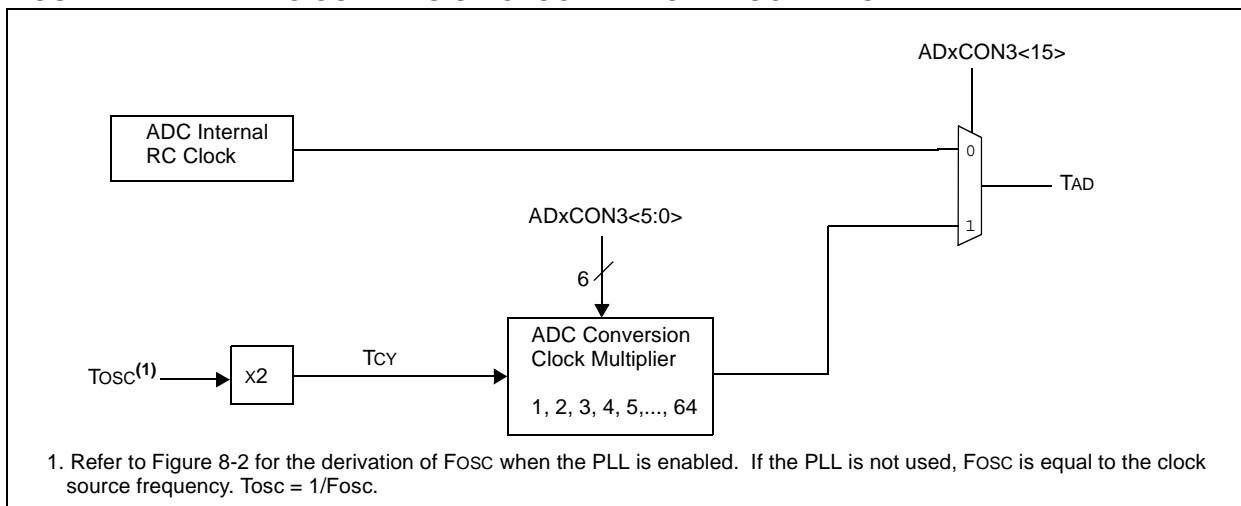 ADxCON3<15>
ADC Internal
RC Clock
0
TAD
ADxCON3<5:0>
1
6
ADC Conversion
Clock Multiplier
TOSC(1)
X2
TCY
1, 2, 3, 4, 5,..., 64
1. Refer to Figure 8-2 for the derivation of FOSC when the PLL is enabled. If the PLL is not used, FOSC is equal to the clock
source frequency. Tosc = 1/Fosc.